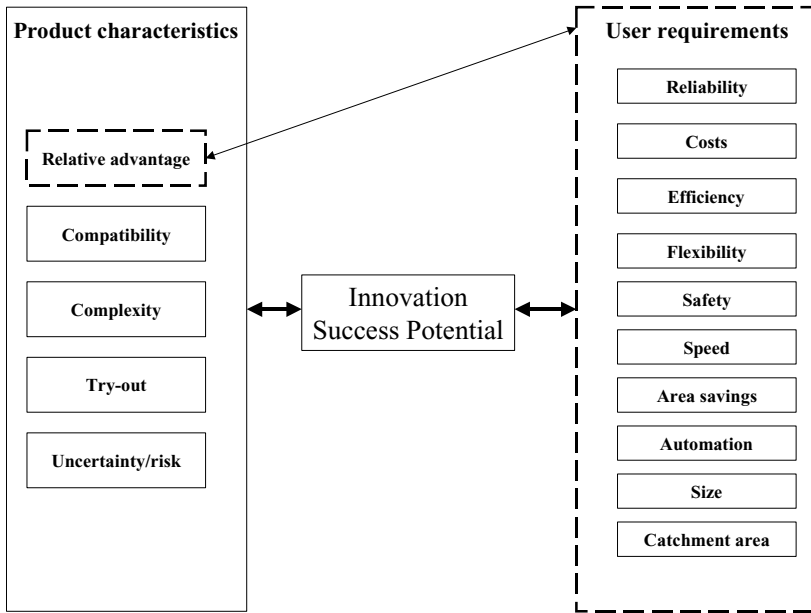 Product characteristics
Relative advantage
Compatibility
Complexity
Try-out
Uncertainty/risk
Innovation
Success Potential
User requirements
Reliability
Costs
Efficiency
Flexibility
Safety
Speed
Area savings
Automation
Size
Catchment area